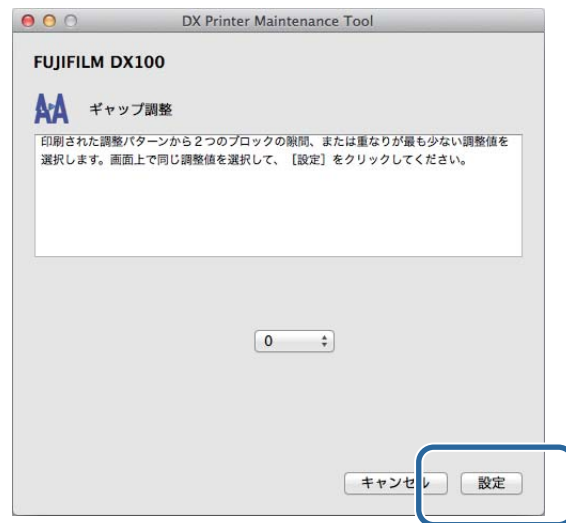 DX Printer Maintenance Tool
FUJIFILM DX100
ギャップ調整
印刷された調整パターンから２つのブロックの隙間、または重なりが最も少ない調整値を
選択します。画面上で同じ調整値を選択して、［設定］をクリックしてください。
0
キャンセル 設定